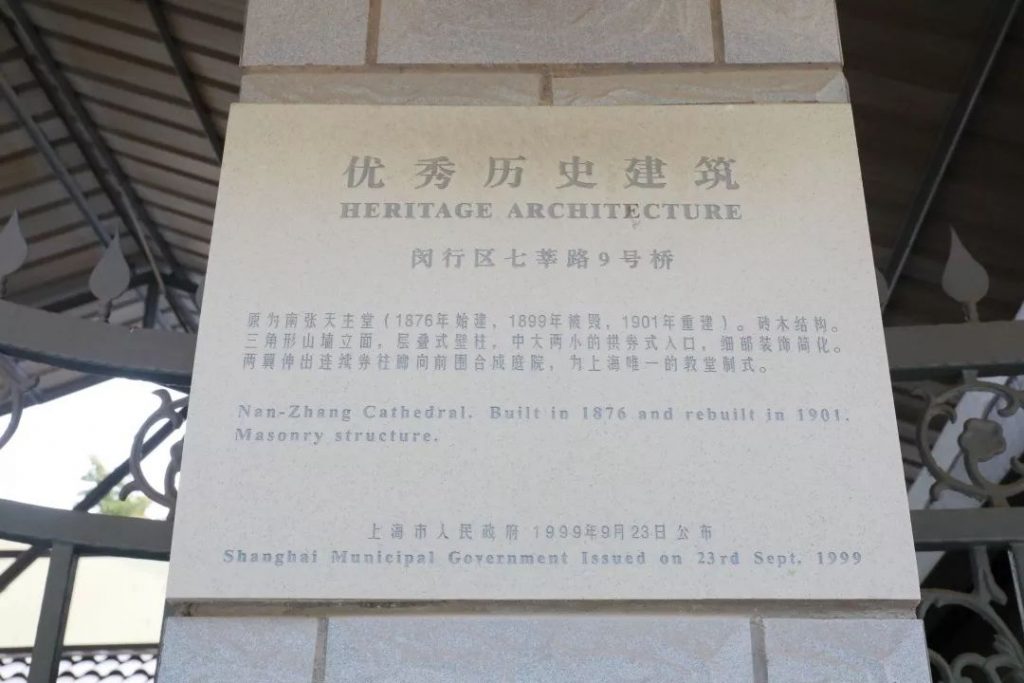 优秀历史建筑
HERITAGE ARCHITECTURE
闵行区七莘路9号桥
原为南张天主堂（1876年始建，1899年被毁，1901年重建）。砖木结构。
三角形山墙立面，层叠式壁柱，中大两小的拱券式入口，细部装饰简化。
两翼伸出连续券柱廊向前围合成庭院，为上海唯一的教堂制式。
Nan-Zhang Cathedral. Built in 1876 and rebuilt in 1901.
Masonry structure.
上海市人民政府 1999年9月23日公布
Shanghai Municipal Government Issued on 23rd Sept. 1999